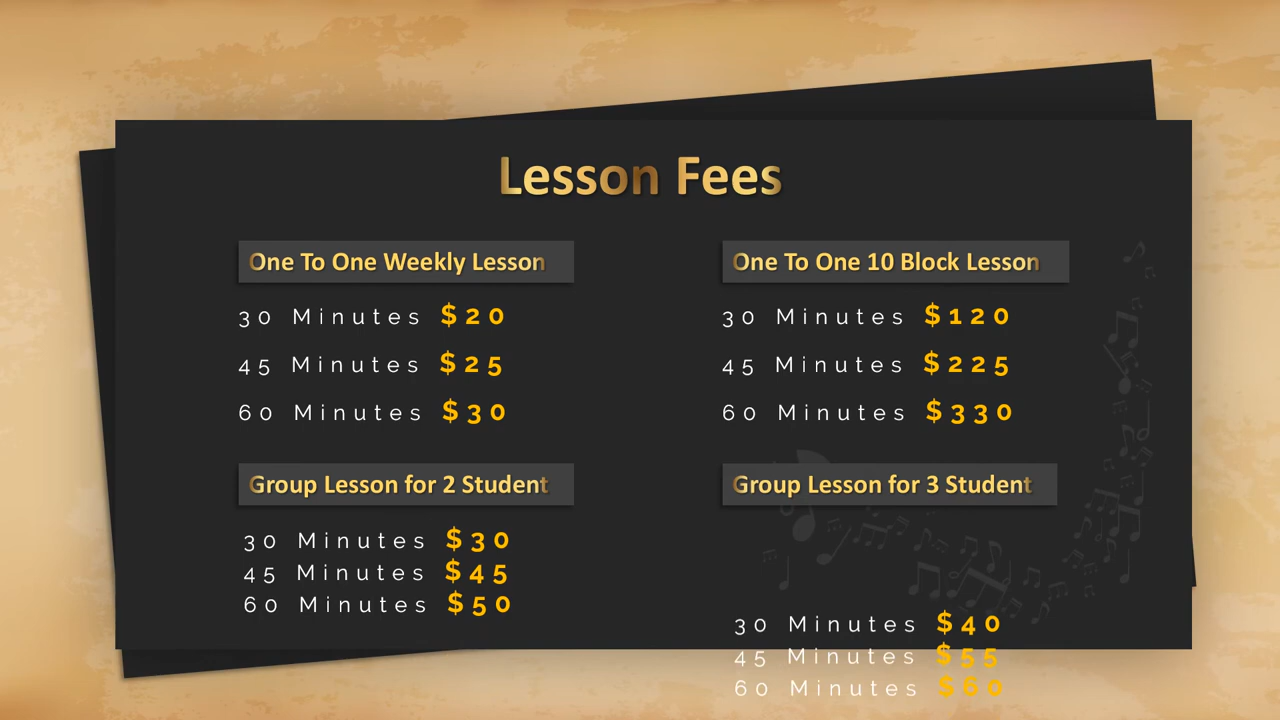 Lesson Fees
One To One Weekly Lesson
30 Minutes $20
45 Minutes $25
60 Minutes $30
One To One 10 Block Lesson
30 Minutes $120
45 Minutes $225
60 Minutes $330
Group Lesson for 2 Student
30 Minutes $30
45 Minutes $45
60 Minutes $50
Group Lesson for 3 Student
30 Minutes $40
45 Minutes $55
60 Minutes $60